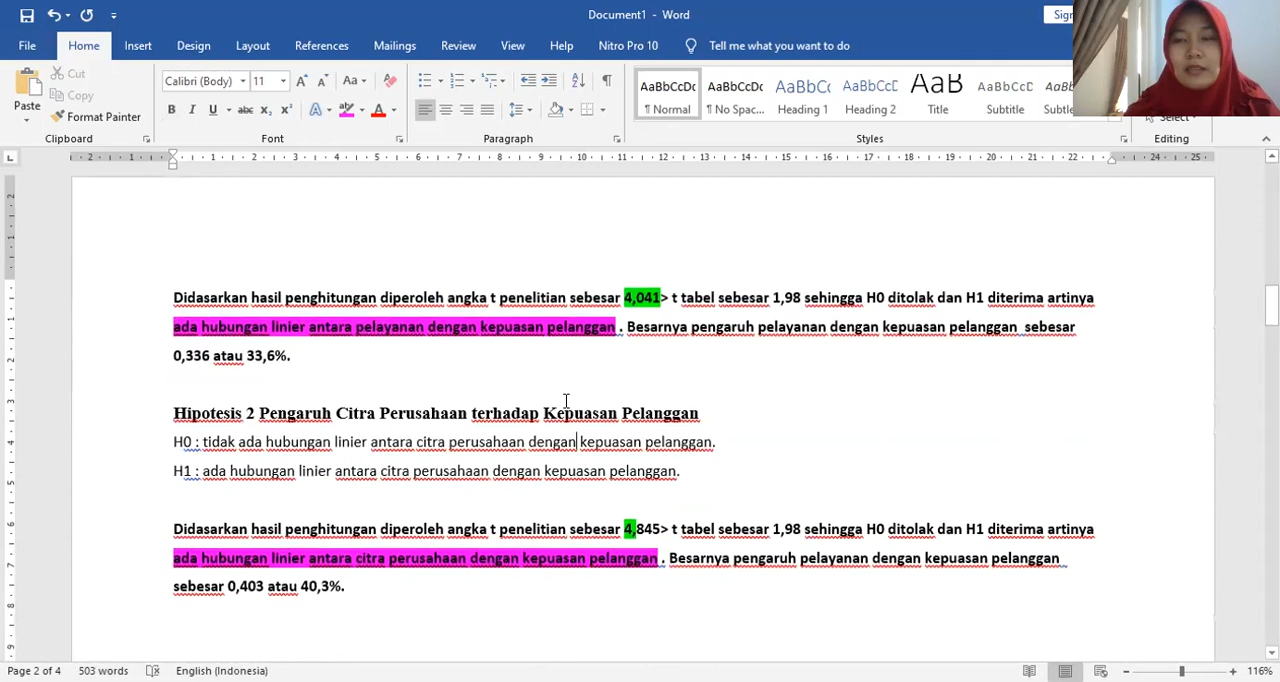 Document1 - Word
Sign
File Home Insert Design Layout References Mailings Review View Help Nitro Pro 10 Tell me what you want to do
Paste
Cut
Copy
Format Painter
Clipboard
Calibri (Body) 11
Font
Paragraph
AaBbCcDc AaBbCcDc AaBbC AaBbCcD AaB AaBbCcD
¶ Normal ¶ No Spac... Heading 1 Heading 2 Title Subtitle
Styles
Select
Editing
Didasarkan hasil penghitungan diperoleh angka t penelitian sebesar 4,041> t tabel sebesar 1,98 sehingga H0 ditolak dan H1 diterima artinya
ada hubungan linier antara pelayanan dengan kepuasan pelanggan . Besarnya pengaruh pelayanan dengan kepuasan pelanggan sebesar
0,336 atau 33,6%.
Hipotesis 2 Pengaruh Citra Perusahaan terhadap Kepuasan Pelanggan
H0 : tidak ada hubungan linier antara citra perusahaan dengan kepuasan pelanggan.
H1 : ada hubungan linier antara citra perusahaan dengan kepuasan pelanggan.
Didasarkan hasil penghitungan diperoleh angka t penelitian sebesar 4,845> t tabel sebesar 1,98 sehingga H0 ditolak dan H1 diterima artinya
ada hubungan linier antara citra perusahaan dengan kepuasan pelanggan . Besarnya pengaruh pelayanan dengan kepuasan pelanggan
sebesar 0,403 atau 40,3%.
Page 2 of 4 503 words English (Indonesia) 116%